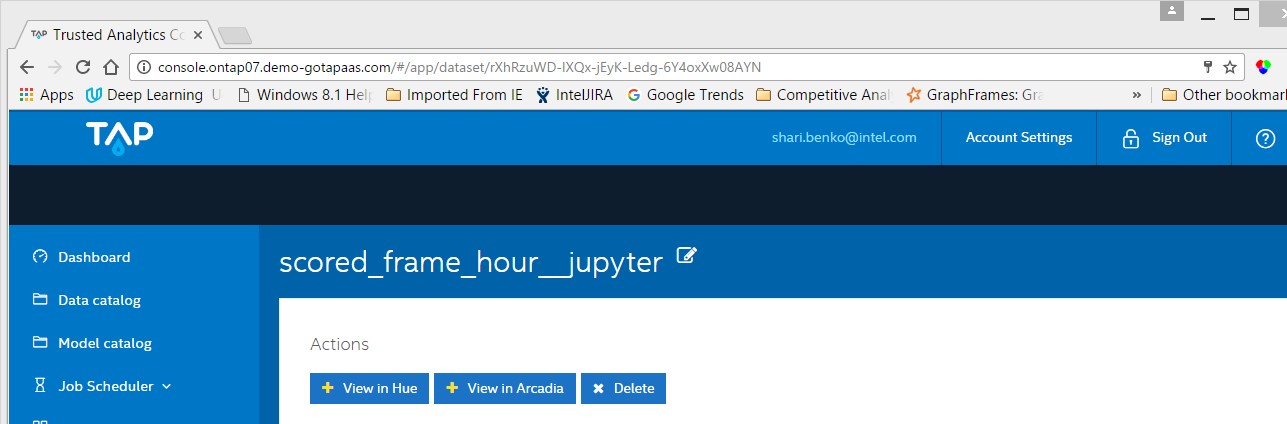 TAP Trusted Analytics Co
console.ontap07.demo-gotapaas.com/#/app/dataset/rXhRzuWD-IXQx-jEyK-Ledg-6Y4oxXw08AYN
Apps Deep Learning U Windows 8.1 Help Imported From IE IntelJIRA Google Trends Competitive Anal GraphFrames: Gra » Other bookmar
TAP shari.benko@intel.com Account Settings Sign Out ?
scored_frame_hour__jupyter
Dashboard
Data catalog
Model catalog
Job Scheduler
Actions
View in Hue View in Arcadia Delete